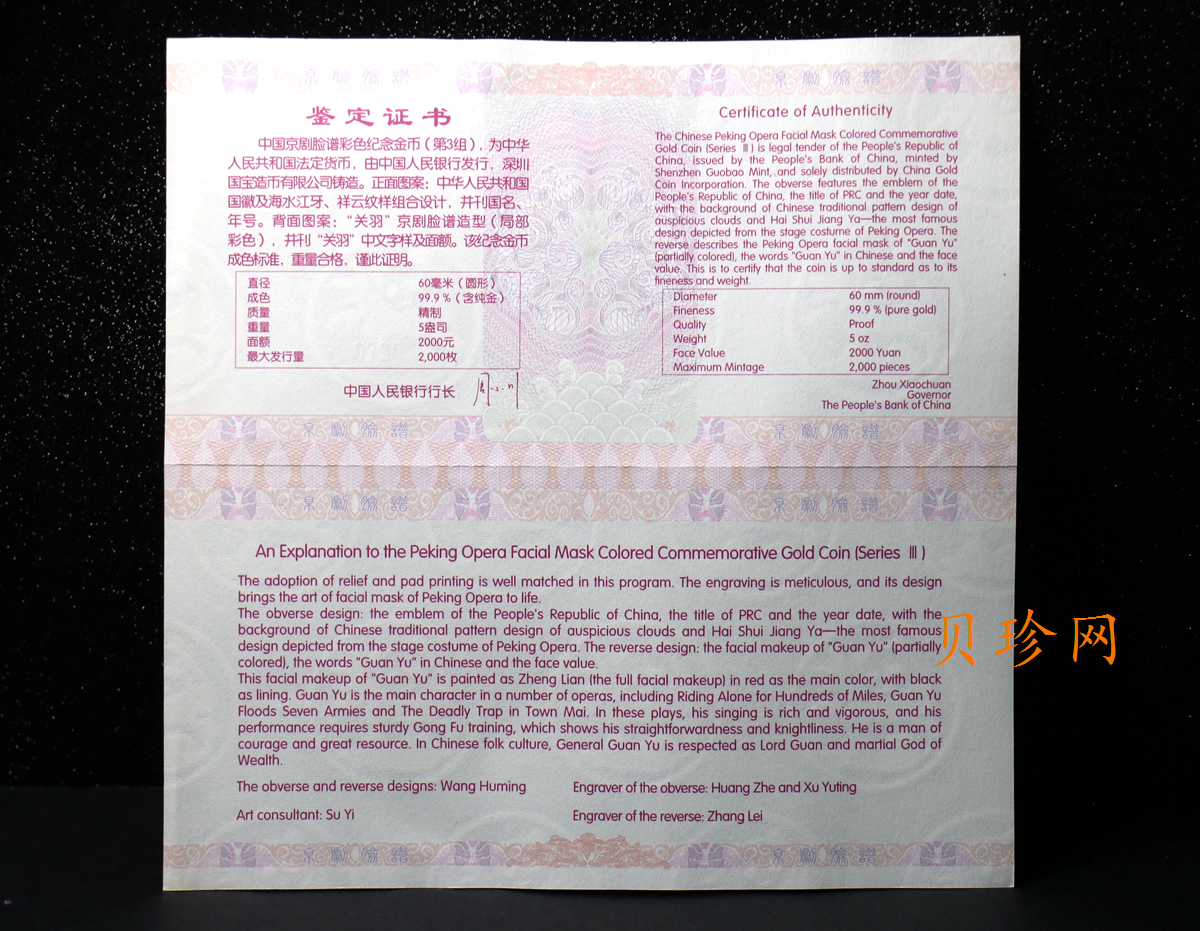 京剧脸谱 京剧脸谱
鉴定证书
中国京剧脸谱彩色纪念金币（第3组），为中华
人民共和国法定货币，由中国人民银行发行，深圳
国宝造币有限公司铸造。正面图案：中华人民共和国
国徽及海水江牙、祥云纹样组合设计，并刊国名、
年号。背面图案：“关羽”京剧脸谱造型（局部
彩色），并刊“关羽”中文字样及面额。该纪念金币
成色标准，重量合格，谨此证明。
直径 60毫米（圆形）
成色 99.9％（含纯金）
质量 精制
重量 5盎司
面额 2000元
最大发行量 2,000枚
中国人民银行行长
Certificate of Authenticity
The Chinese Peking Opera Facial Mask Colored Commemorative
Gold Coin (Series Ⅲ) is legal tender of the People's Republic of
China, issued by the People's Bank of China, minted by
Shenzhen Guobao Mint, and solely distributed by China Gold
Coin Incorporation. The obverse features the emblem of the
People's Republic of China, the title of PRC and the year date,
with the background of Chinese traditional pattern design of
auspicious clouds and Hai Shui Jiang Ya—the most famous
design depicted from the stage costume of Peking Opera. The
reverse describes the Peking Opera facial mask of "Guan Yu"
(partially colored), the words "Guan Yu" in Chinese and the face
value. This is to certify that the coin is up to standard as to its
fineness and weight.
Diameter 60 mm (round)
Fineness 99.9 % (pure gold)
Quality Proof
Weight 5 oz
Face Value 2000 Yuan
Maximum Mintage 2,000 pieces
Zhou Xiaochuan
Governor
The People's Bank of China
京剧脸谱 京剧脸谱
京剧脸谱 京剧脸谱
An Explanation to the Peking Opera Facial Mask Colored Commemorative Gold Coin (Series Ⅲ)
The adoption of relief and pad printing is well matched in this program. The engraving is meticulous, and its design
brings the art of facial mask of Peking Opera to life.
The obverse design: the emblem of the People's Republic of China, the title of PRC and the year date, with the
background of Chinese traditional pattern design of auspicious clouds and Hai Shui Jiang Ya—the most famous
design depicted from the stage costume of Peking Opera. The reverse design: the facial makeup of "Guan Yu" (partially
colored), the words "Guan Yu" in Chinese and the face value.
This facial makeup of "Guan Yu" is painted as Zheng Lian (the full facial makeup) in red as the main color, with black
as lining. Guan Yu is the main character in a number of operas, including Riding Alone for Hundreds of Miles, Guan Yu
Floods Seven Armies and The Deadly Trap in Town Mai. In these plays, his singing is rich and vigorous, and his
performance requires sturdy Gong Fu training, which shows his straightforwardness and knightliness. He is a man of
courage and great resource. In Chinese folk culture, General Guan Yu is respected as Lord Guan and martial God of
Wealth.
The obverse and reverse designs: Wang Huming
Engraver of the obverse: Huang Zhe and Xu Yuting
Art consultant: Su Yi
Engraver of the reverse: Zhang Lei
京剧脸谱 京剧脸谱
贝珍网